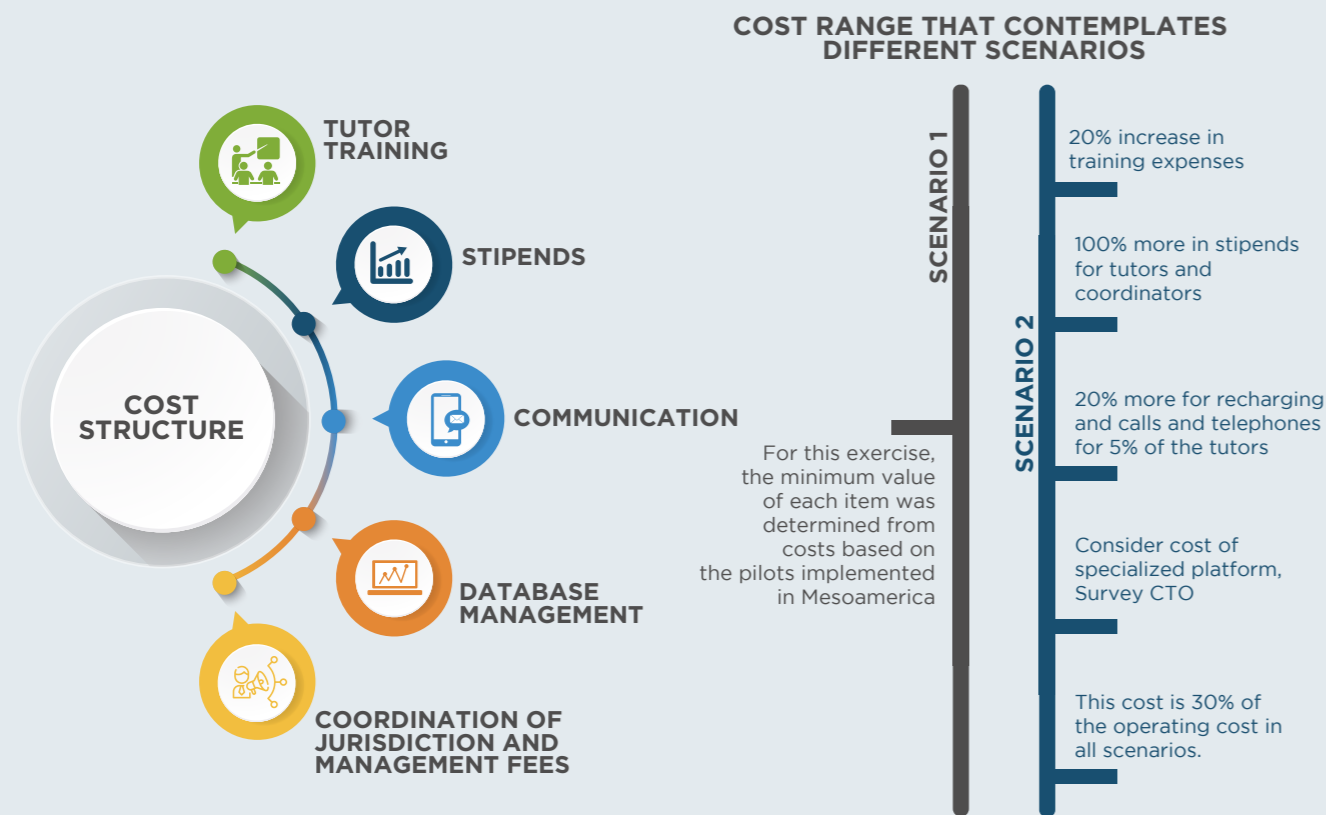 COST RANGE THAT CONTEMPLATES
DIFFERENT SCENARIOS
TUTOR
TRAINING
STIPENDS
COST
STRUCTURE
COMMUNICATION
DATABASE
MANAGEMENT
COORDINATION OF
JURISDICTION AND
MANAGEMENT FEES
SCENARIO 1
For this exercise,
the minimum value
of each item was
determined from
costs based on
the pilots implemented
in Mesoamerica
SCENARIO 2
20% increase in
training expenses
100% more in stipends
for tutors and
coordinators
20% more for recharging
and calls and telephones
for 5% of the tutors
Consider cost of
specialized platform,
Survey CTO
This cost is 30% of
the operating cost in
all scenarios.